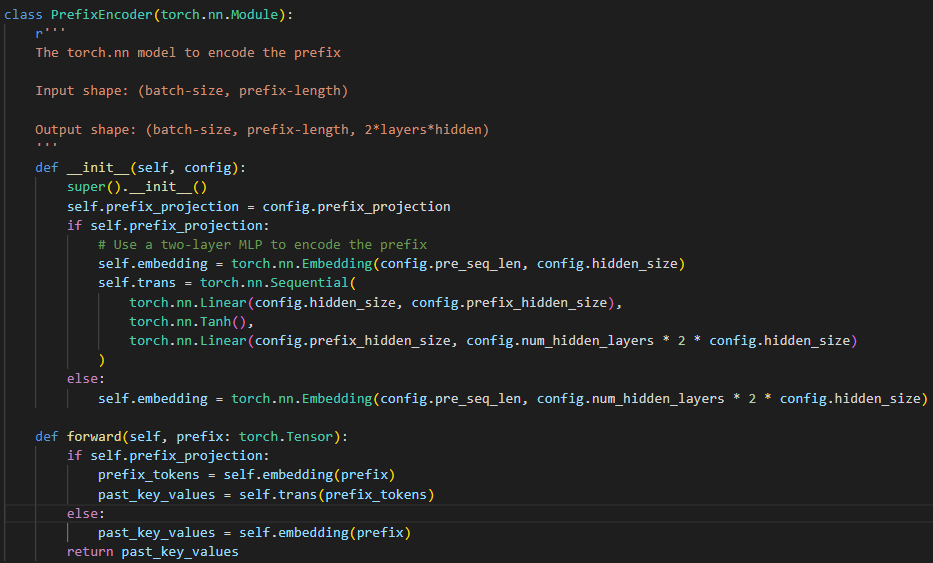 class PrefixEncoder(torch.nn.Module):
    r'''
    The torch.nn model to encode the prefix

    Input shape: (batch-size, prefix-length)

    Output shape: (batch-size, prefix-length, 2*layers*hidden)
    '''
    def __init__(self, config):
        super().__init__()
        self.prefix_projection = config.prefix_projection
        if self.prefix_projection:
            # Use a two-layer MLP to encode the prefix
            self.embedding = torch.nn.Embedding(config.pre_seq_len, config.hidden_size)
            self.trans = torch.nn.Sequential(
                torch.nn.Linear(config.hidden_size, config.prefix_hidden_size),
                torch.nn.Tanh(),
                torch.nn.Linear(config.prefix_hidden_size, config.num_hidden_layers * 2 * config.hidden_size)
            )
        else:
            self.embedding = torch.nn.Embedding(config.pre_seq_len, config.num_hidden_layers * 2 * config.hidden_size)

    def forward(self, prefix: torch.Tensor):
        if self.prefix_projection:
            prefix_tokens = self.embedding(prefix)
            past_key_values = self.trans(prefix_tokens)
        else:
            past_key_values = self.embedding(prefix)
        return past_key_values